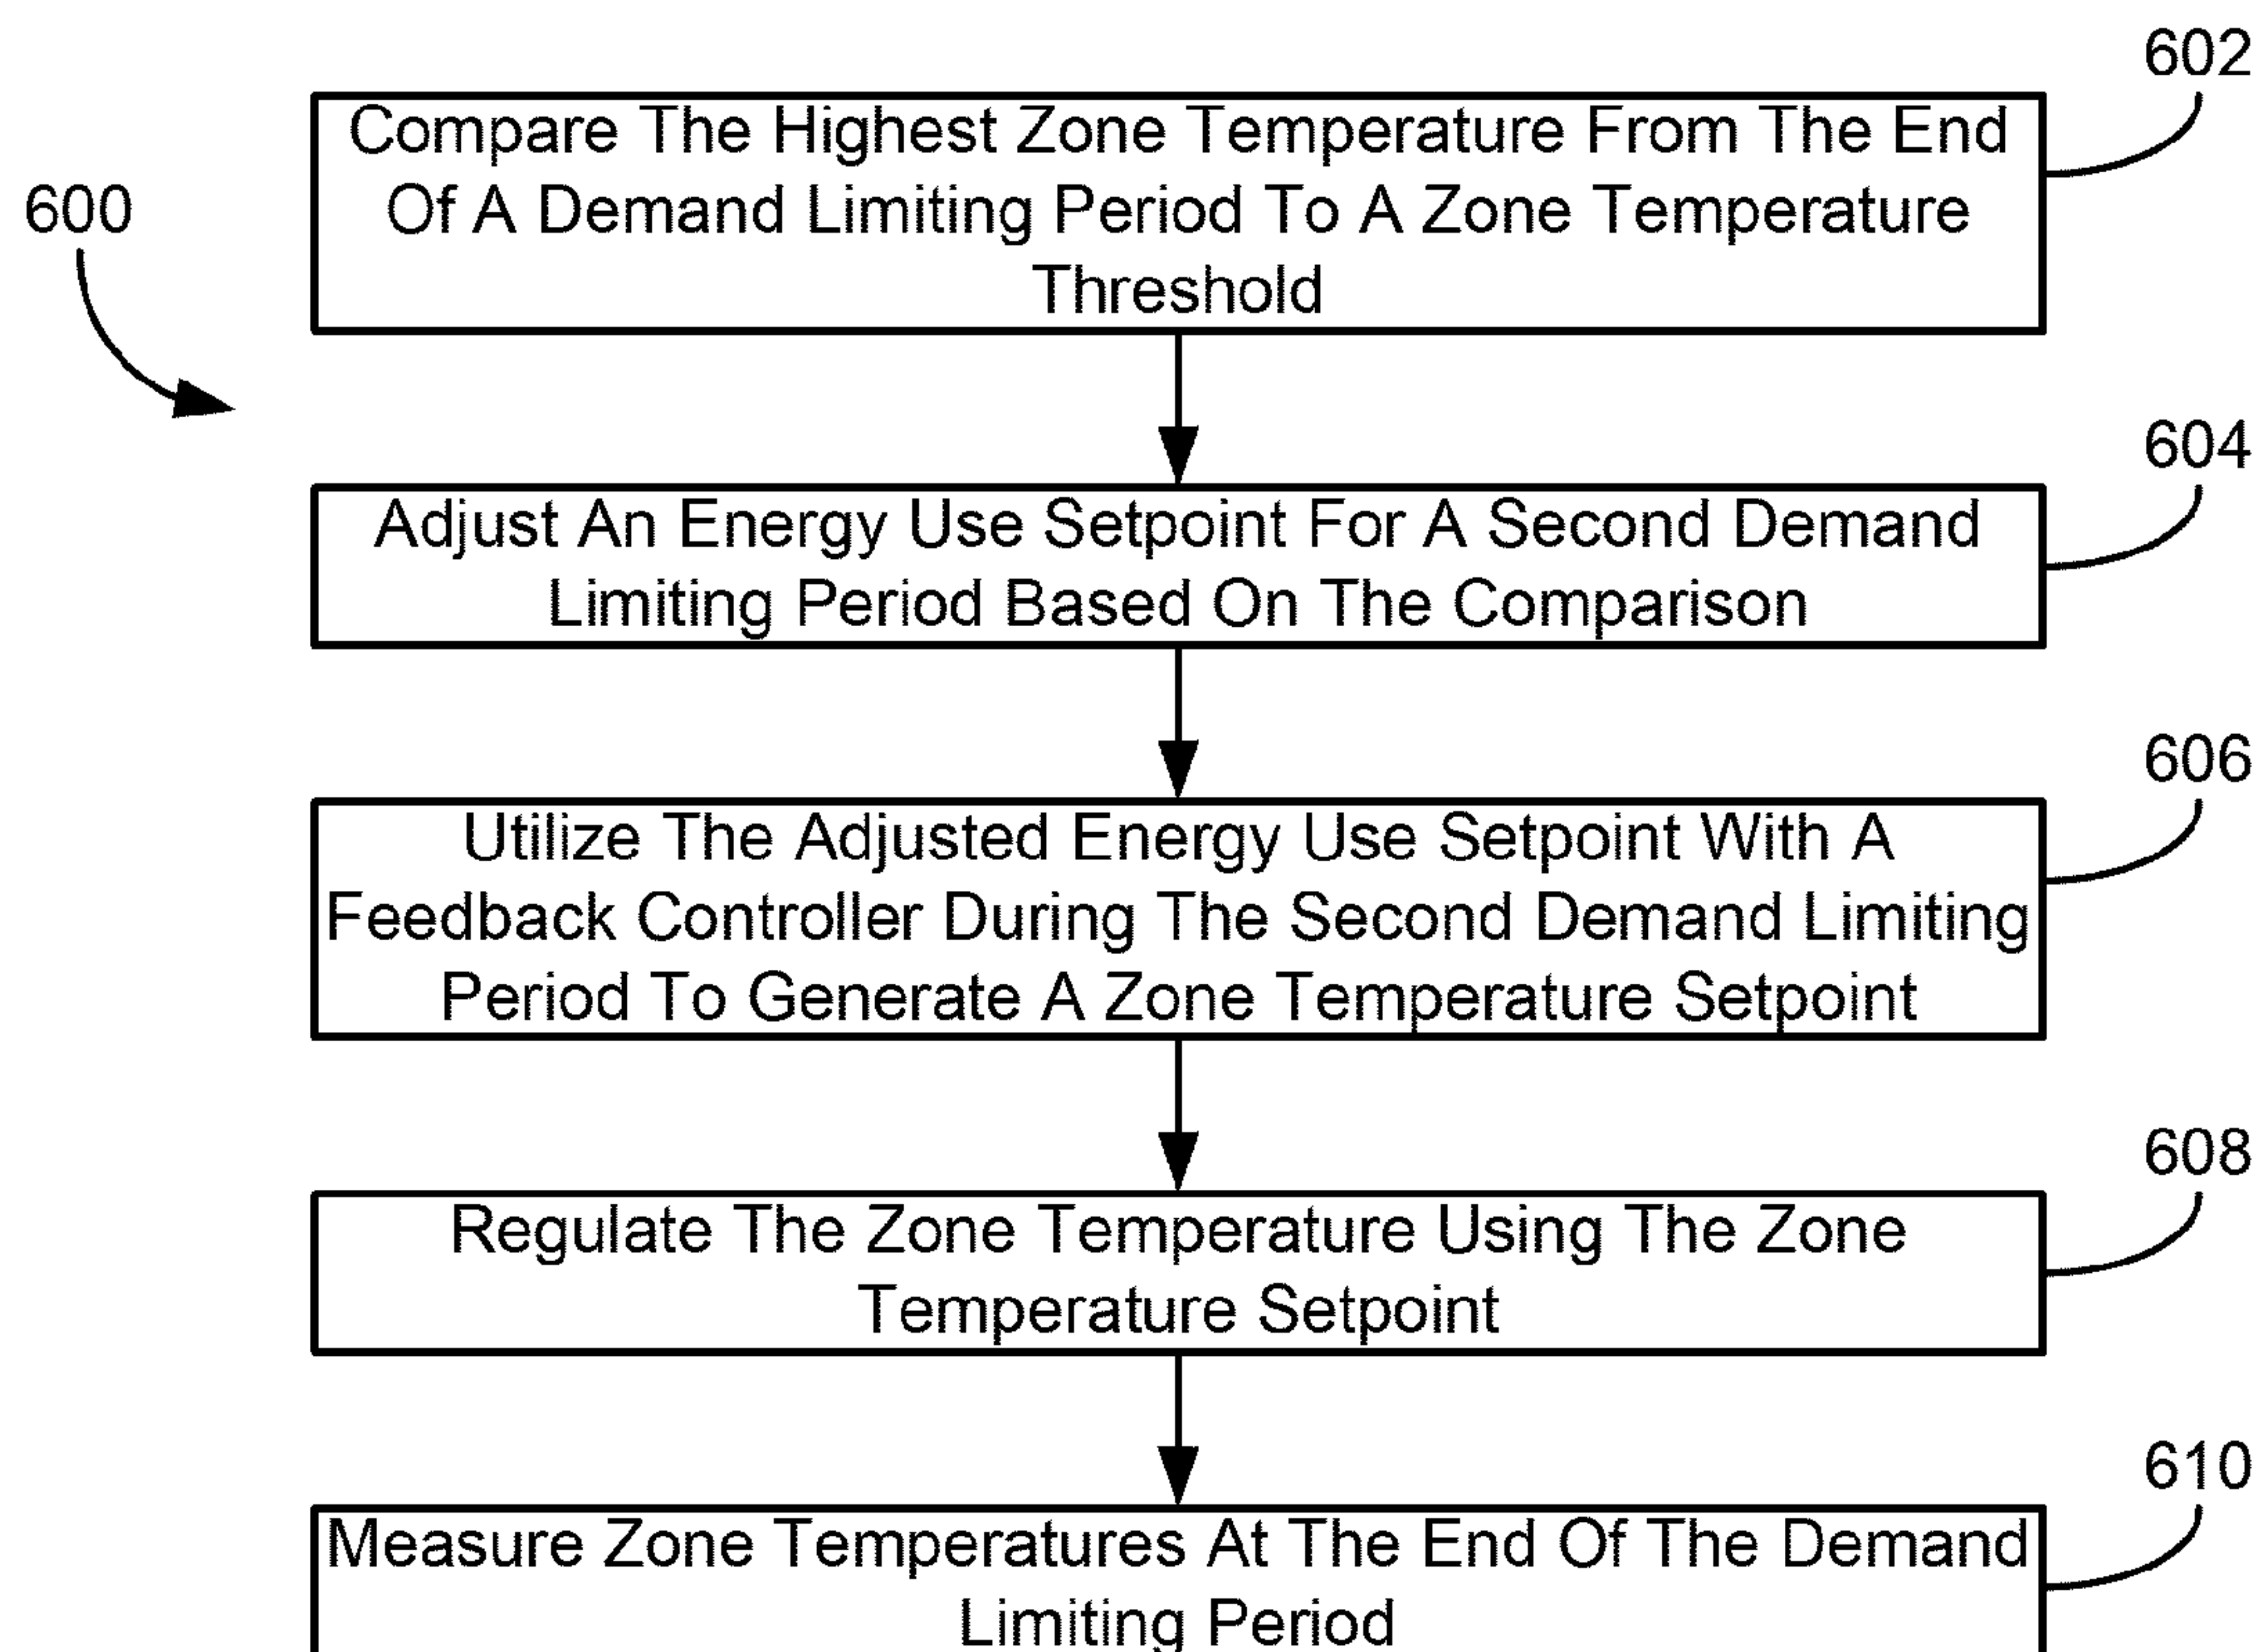 602
Compare The Highest Zone Temperature From The End
Of A Demand Limiting Period To A Zone Temperature
Threshold
600
604
Adjust An Energy Use Setpoint For A Second Demand
Limiting Period Based On The Comparison
606
Utilize The Adjusted Energy Use Setpoint With A
Feedback Controller During The Second Demand Limiting
Period To Generate A Zone Temperature Setpoint
608
Regulate The Zone Temperature Using The Zone
Temperature Setpoint
610
Measure Zone Temperatures At The End Of The Demand
Limiting Period